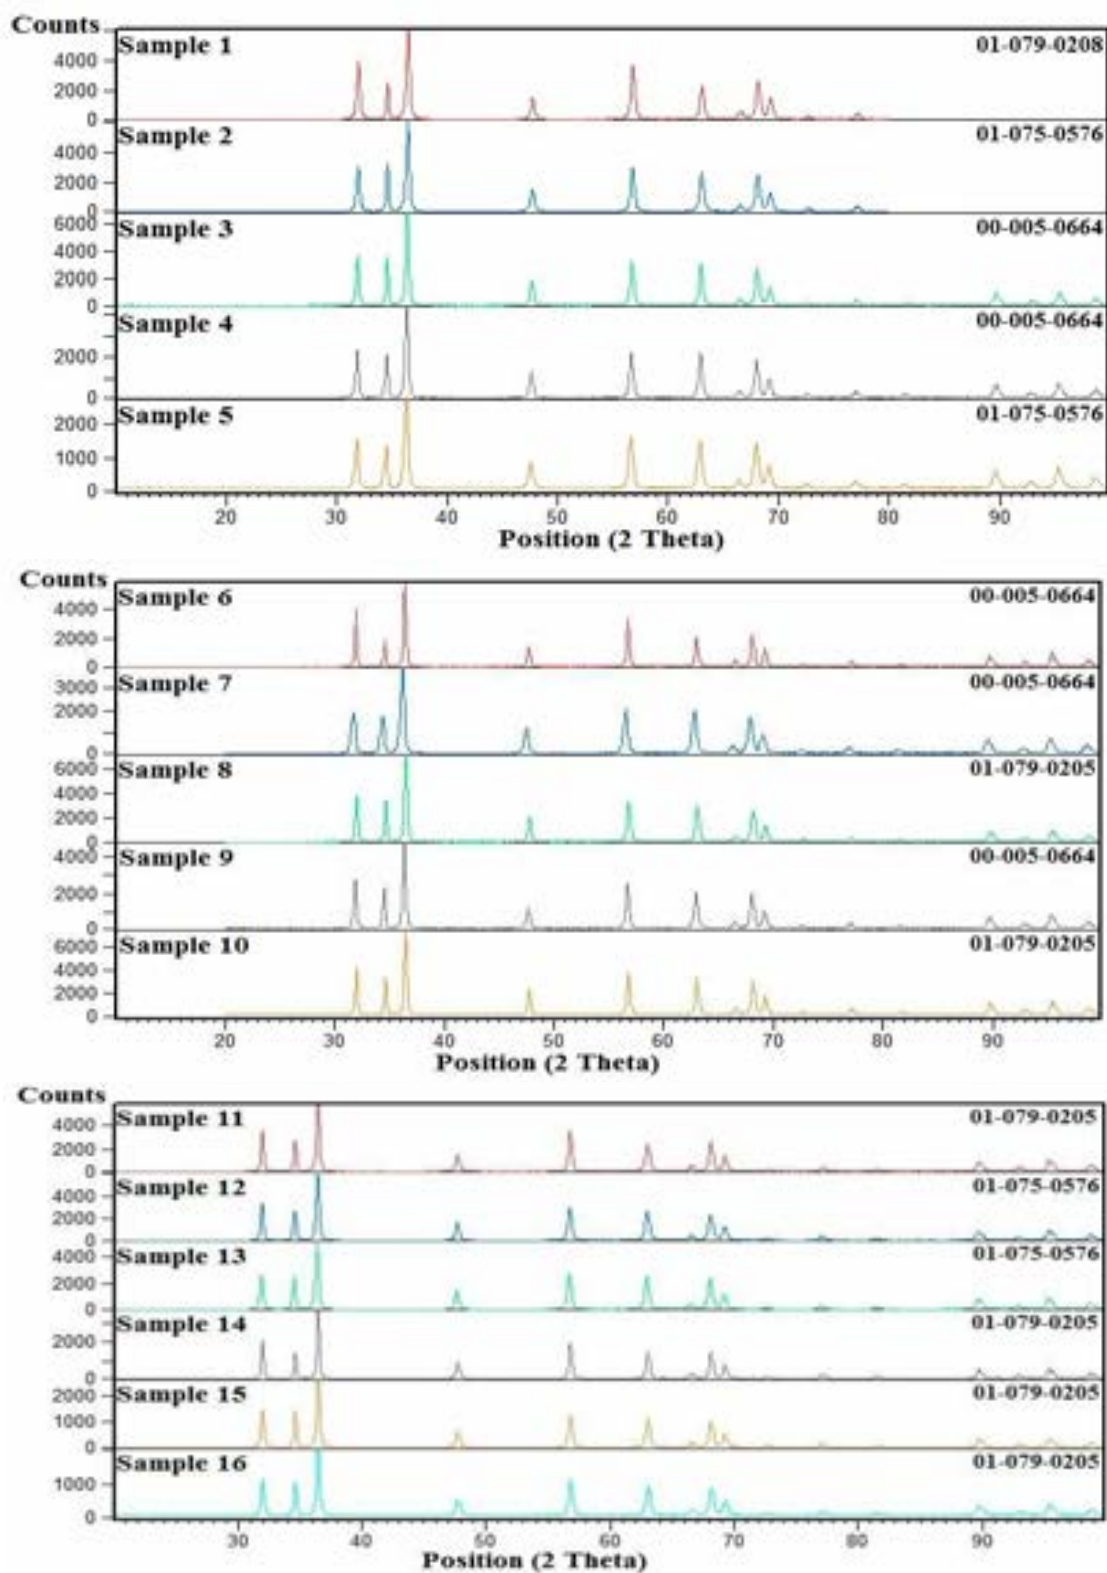 Counts
Sample 1 01-079-0208
4000
2000
0
Sample 2 01-075-0576
4000
2000
0
Sample 3 00-005-0664
6000
4000
2000
0
Sample 4 00-005-0664
2000
0
Sample 5 01-075-0576
2000
1000
0
20 30 40 50 60 70 80 90
Position (2 Theta)
Counts
Sample 6 00-005-0664
4000
2000
0
Sample 7 00-005-0664
3000
2000
0
Sample 8 01-079-0205
6000
4000
2000
0
Sample 9 00-005-0664
4000
2000
0
Sample 10 01-079-0205
6000
4000
2000
0
20 30 40 50 60 70 80 90
Position (2 Theta)
Counts
Sample 11 01-079-0205
4000
2000
0
Sample 12 01-075-0576
4000
2000
0
Sample 13 01-075-0576
4000
2000
0
Sample 14 01-079-0205
2000
0
Sample 15 01-079-0205
2000
1000
0
Sample 16 01-079-0205
1000
0
30 40 50 60 70 80 90
Position (2 Theta)